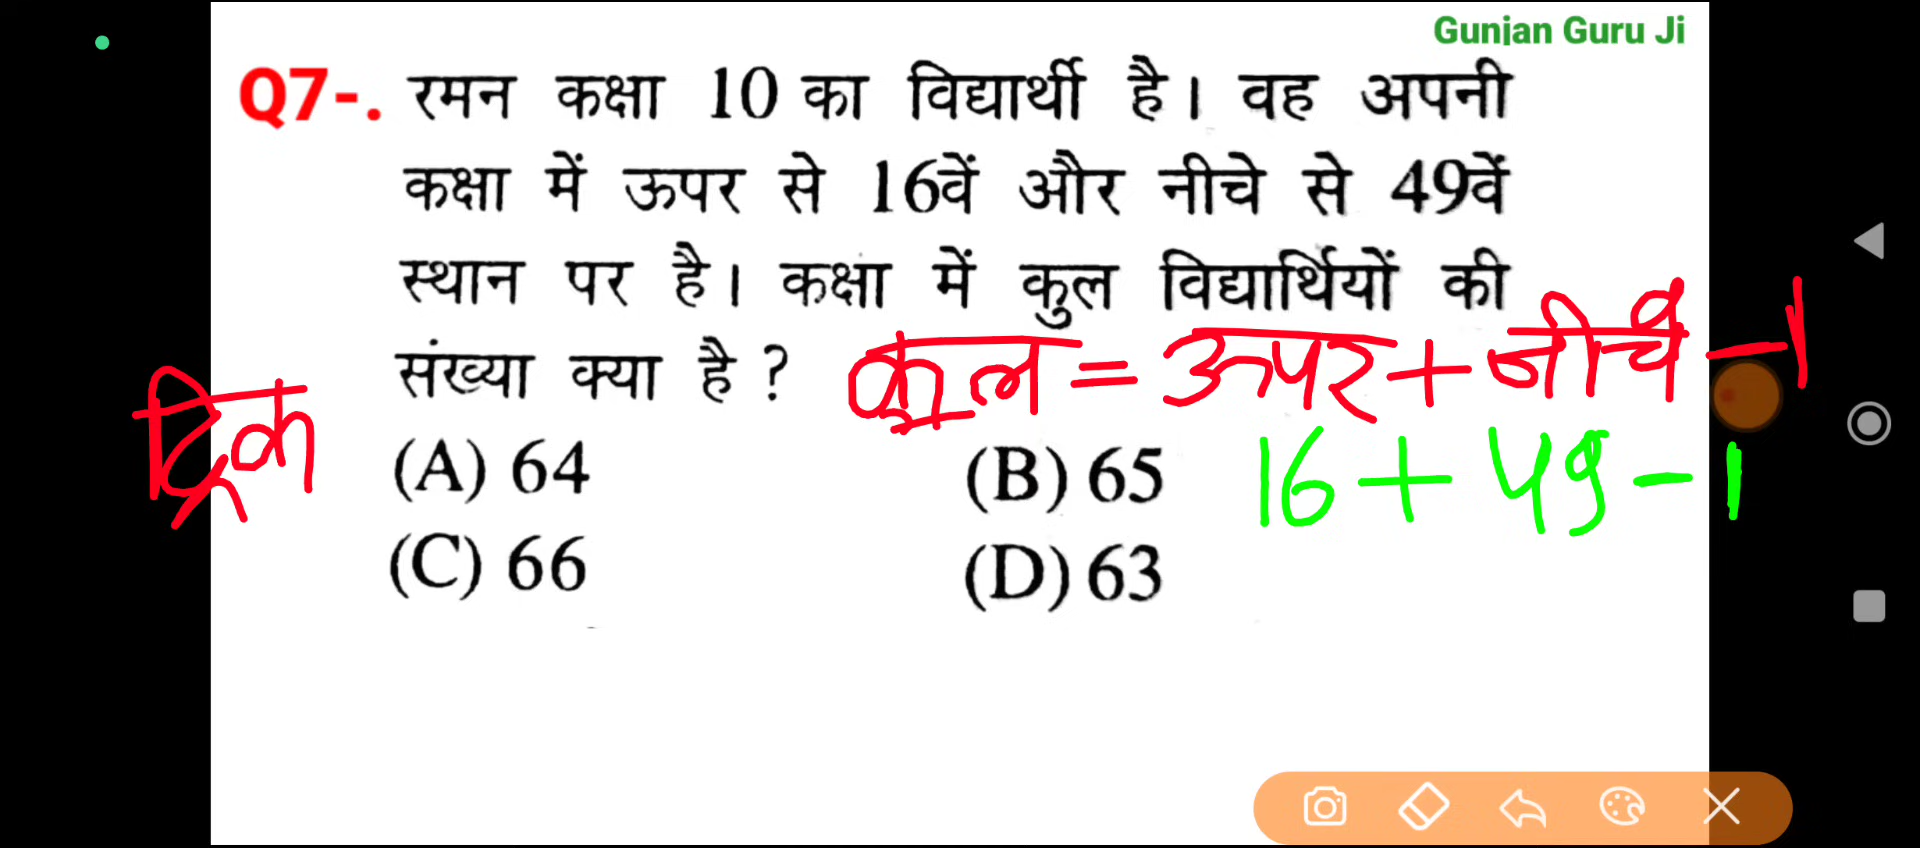 Gunjan Guru Ji
Q7-. रमन कक्षा 10 का विद्यार्थी है। वह अपनी
कक्षा में ऊपर से 16वें और नीचे से 49वें
स्थान पर है। कक्षा में कुल विद्यार्थियों की
संख्या क्या है ?
कुल = ऊपर + नीचे - 1
ट्रिक
(A) 64 (B) 65
16 + 49 - 1
(C) 66 (D) 63